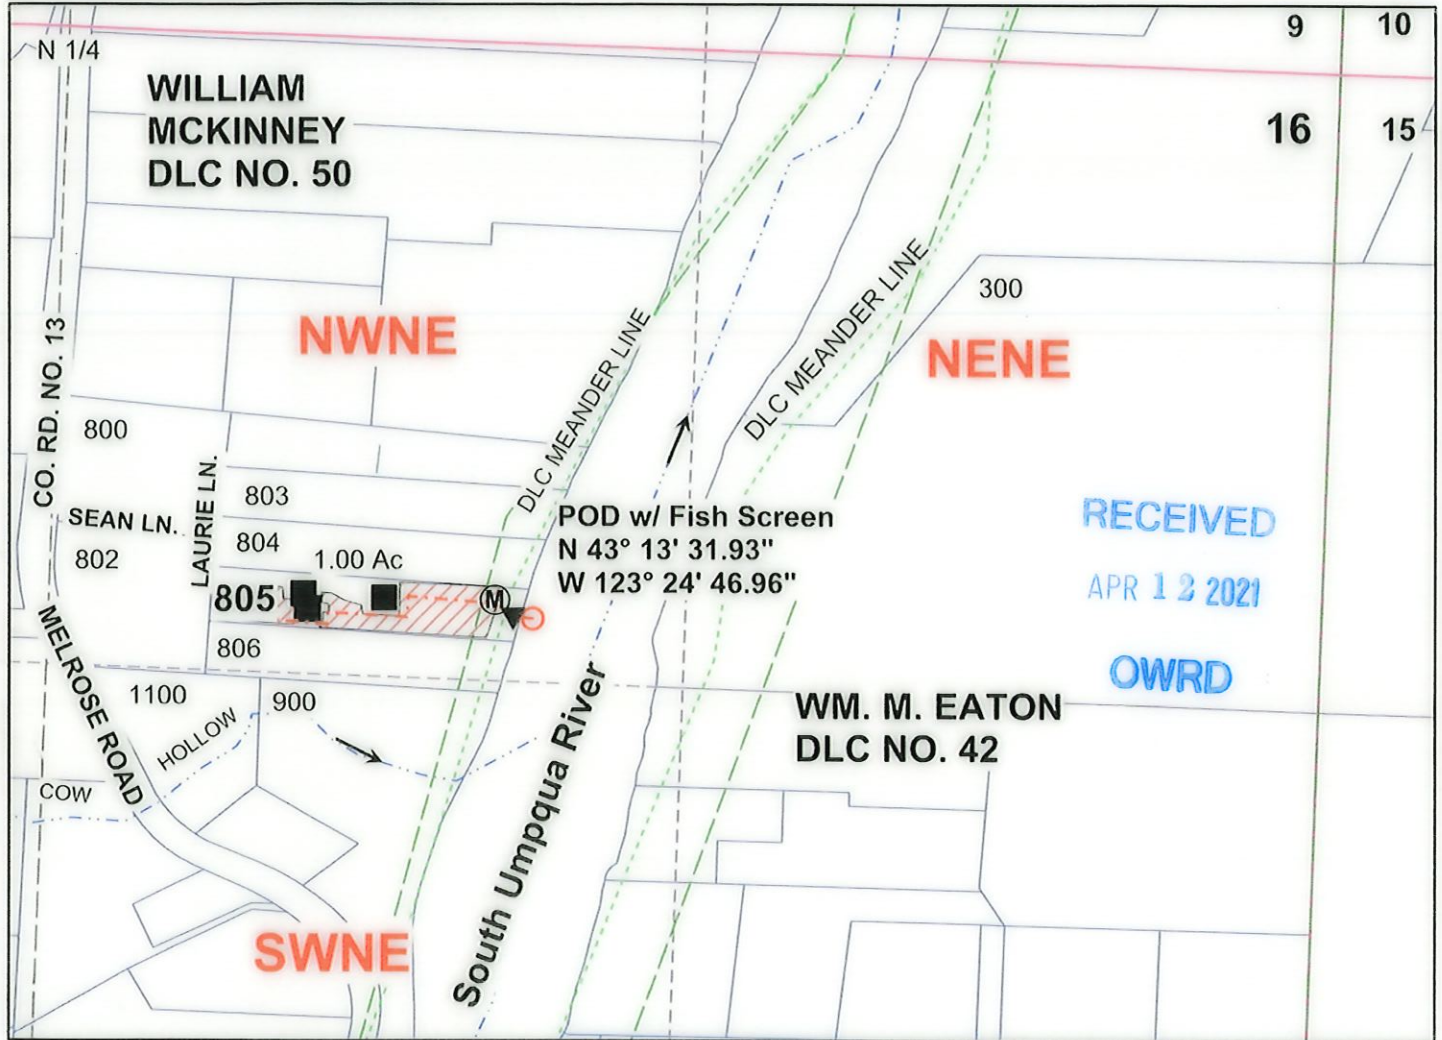 N 1/4
9
10
WILLIAM
MCKINNEY
DLC NO. 50
16
15
NWNE
300
NENE
DLC MEANDER LINE
DLC MEANDER LINE
CO. RD. NO. 13
800
LAURIE LN.
803
SEAN LN.
804
802
1.00 Ac
805
M
POD w/ Fish Screen
N 43° 13' 31.93"
W 123° 24' 46.96"
RECEIVED
APR 12 2021
OWRD
806
MELROSE ROAD
1100
900
HOLLOW
COW
South Umpqua River
WM. M. EATON
DLC NO. 42
SWNE